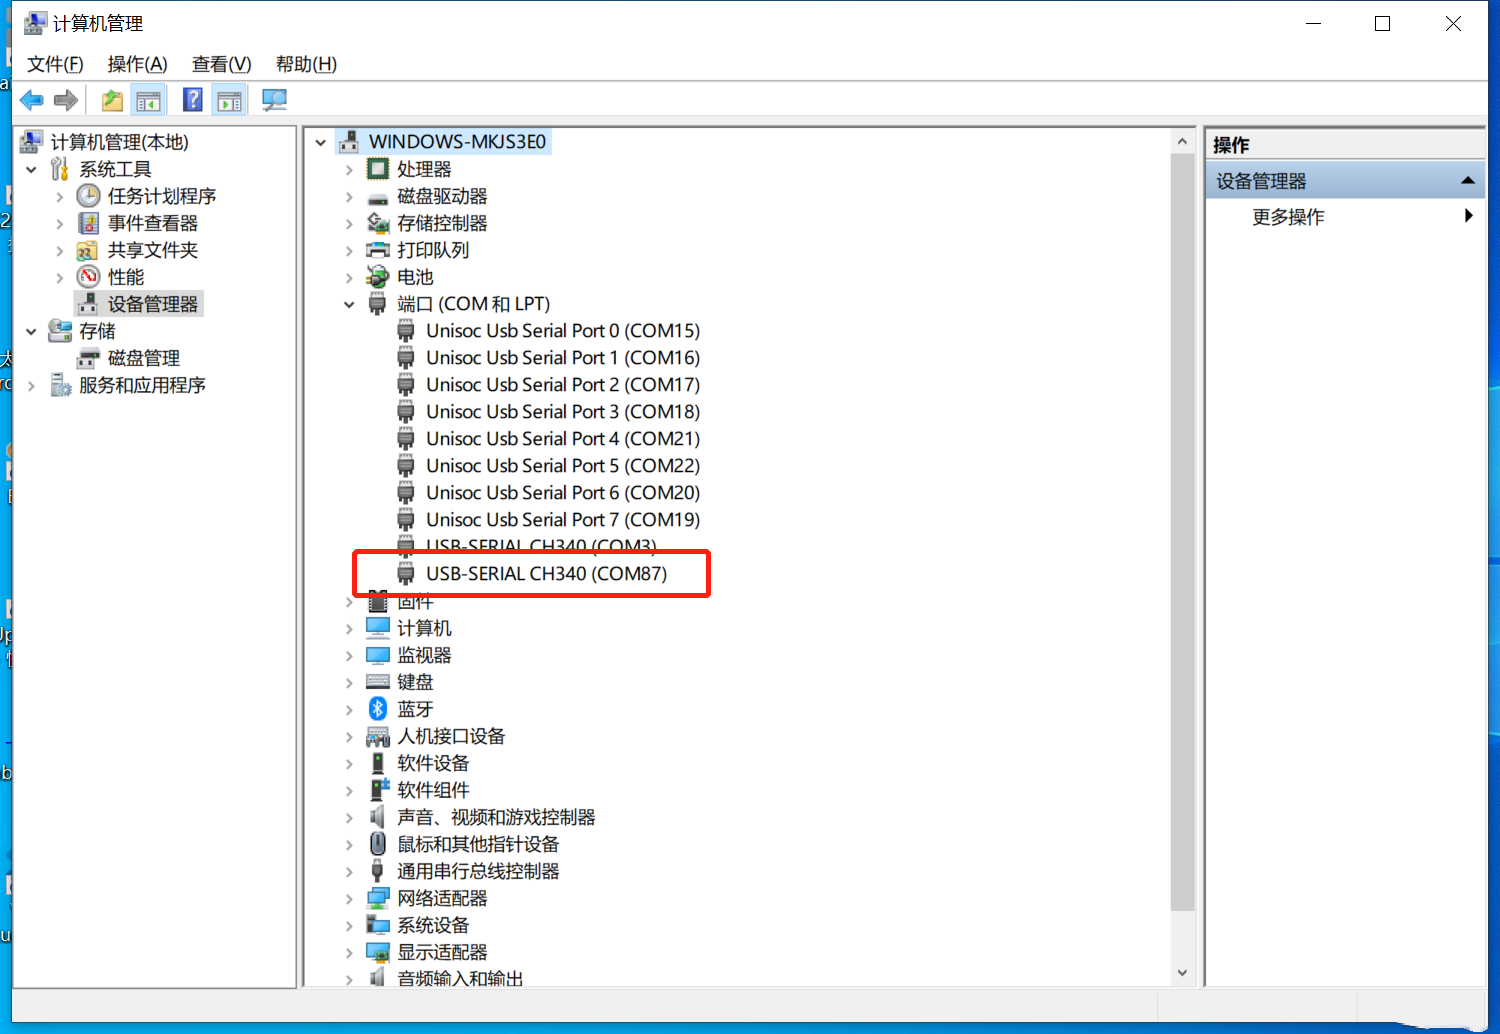 计算机管理
文件(F) 操作(A) 查看(V) 帮助(H)
计算机管理(本地)
系统工具
任务计划程序
事件查看器
共享文件夹
性能
设备管理器
存储
磁盘管理
服务和应用程序
WINDOWS-MKJS3E0
处理器
磁盘驱动器
存储控制器
打印队列
电池
端口 (COM 和 LPT)
Unisoc Usb Serial Port 0 (COM15)
Unisoc Usb Serial Port 1 (COM16)
Unisoc Usb Serial Port 2 (COM17)
Unisoc Usb Serial Port 3 (COM18)
Unisoc Usb Serial Port 4 (COM21)
Unisoc Usb Serial Port 5 (COM22)
Unisoc Usb Serial Port 6 (COM20)
Unisoc Usb Serial Port 7 (COM19)
USB-SERIAL CH340 (COM3)
USB-SERIAL CH340 (COM87)
固件
计算机
监视器
键盘
蓝牙
人机接口设备
软件设备
软件组件
声音、视频和游戏控制器
鼠标和其他指针设备
通用串行总线控制器
网络适配器
系统设备
显示适配器
音频输入和输出
操作
设备管理器
更多操作